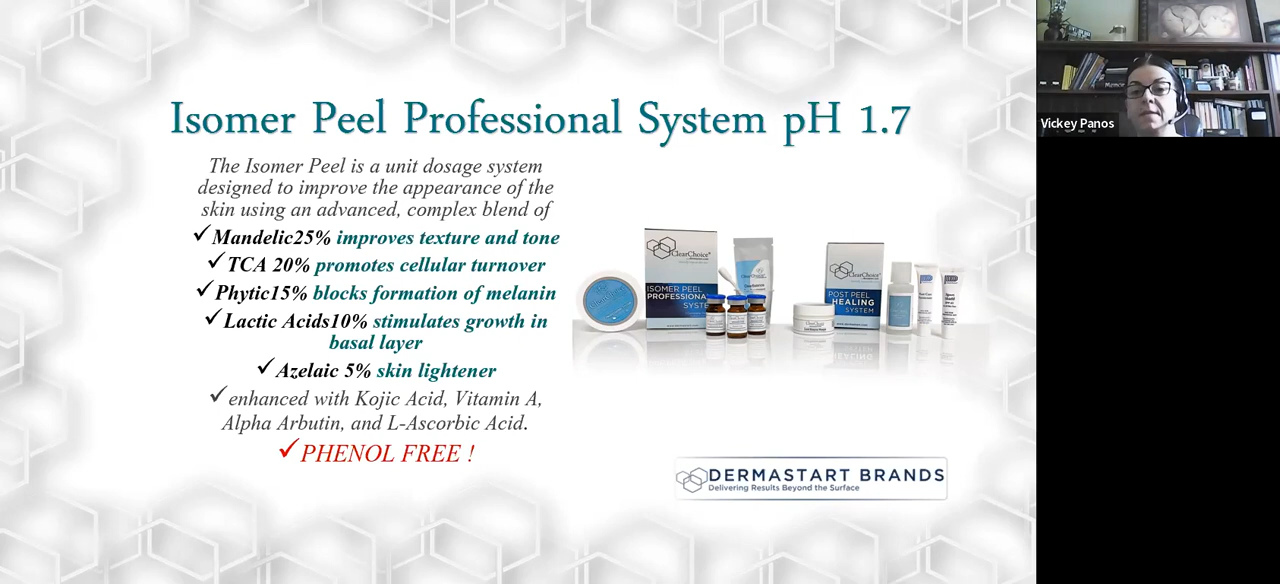 Isomer Peel Professional System pH 1.7
The Isomer Peel is a unit dosage system
designed to improve the appearance of the
skin using an advanced, complex blend of
✓Mandelic25% improves texture and tone
✓TCA 20% promotes cellular turnover
✓Phytic15% blocks formation of melanin
✓Lactic Acids10% stimulates growth in
basal layer
✓Azelaic 5% skin lightener
✓enhanced with Kojic Acid, Vitamin A,
Alpha Arbutin, and L-Ascorbic Acid.
✓PHENOL FREE !
ClearChoice
ISOMER PEEL
PROFESSIONAL
SYSTEM
ClearChoice
POST PEEL
HEALING
SYSTEM
DERMASTART BRANDS
Delivering Results Beyond the Surface
Vickey Panos